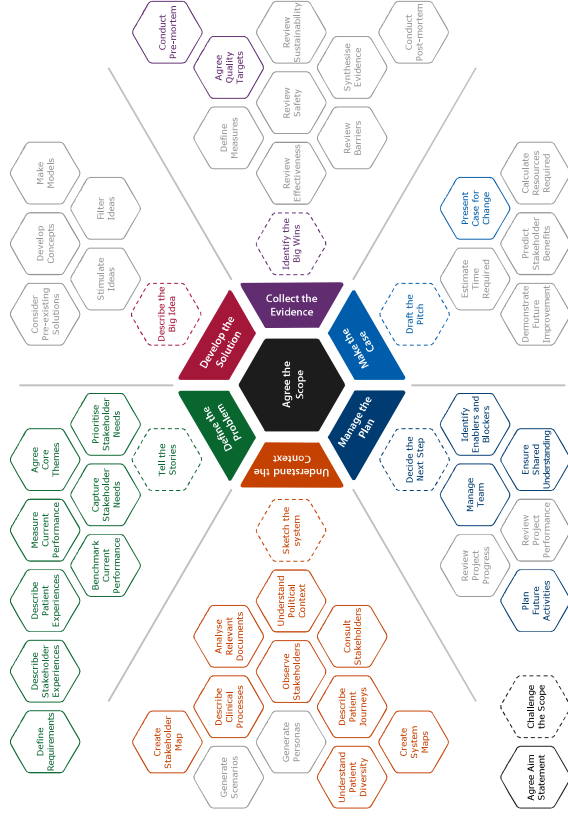 Agree the
Scope
Understand the
Context
Define the
Problem
Develop the
Solution
Collect the
Evidence
Make the
Case
Manage the
Plan
Sketch the
system
Understand
Political
Context
Analyse
Relevant
Documents
Consult
Stakeholders
Observe
Stakeholders
Describe
Clinical
Processes
Describe
Patient
Journeys
Create
Stakeholder
Map
Generate
Personas
Create
System
Maps
Generate
Scenarios
Understand
Patient
Diversity
Tell the
Stories
Prioritise
Stakeholder
Needs
Agree
Core
Themes
Capture
Stakeholder
Needs
Measure
Current
Performance
Benchmark
Current
Performance
Describe
Patient
Experiences
Describe
Stakeholder
Experiences
Define
Requirements
Describe the
Big Idea
Consider
Pre-existing
Solutions
Stimulate
Ideas
Develop
Concepts
Filter
Ideas
Make
Models
Identify the
Big Wins
Review
Effectiveness
Define
Measures
Review
Barriers
Review
Safety
Agree
Quality
Targets
Synthesise
Evidence
Conduct
Pre-mortem
Review
Sustainability
Conduct
Post-mortem
Draft the
Pitch
Estimate
Time
Required
Demonstrate
Future
Improvement
Present
Case for
Change
Predict
Stakeholder
Benefits
Calculate
Resources
Required
Decide the
Next Step
Identify
Enablers and
Blockers
Ensure
Shared
Understanding
Manage
Team
Review
Project
Performance
Review
Project
Progress
Plan
Future
Activities
Challenge
the Scope
Agree Aim
Statement